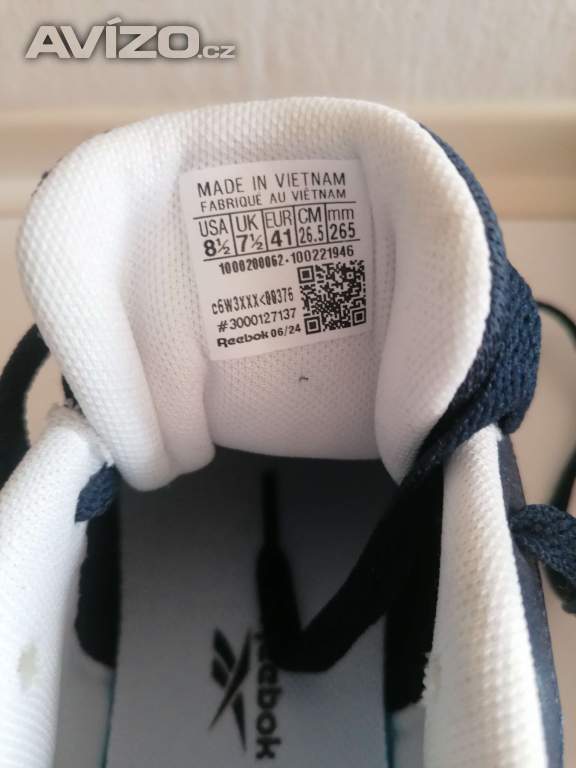 AVÍZO.cz
MADE IN VIETNAM
FABRIQUÉ AU VIÊTNAM
USA UK EUR CM mm
8½ 7½ 41 26.5 265
1000200062-100221946
c6W3XXX<00376
#3000127137
Reebok 06/24
Reebok